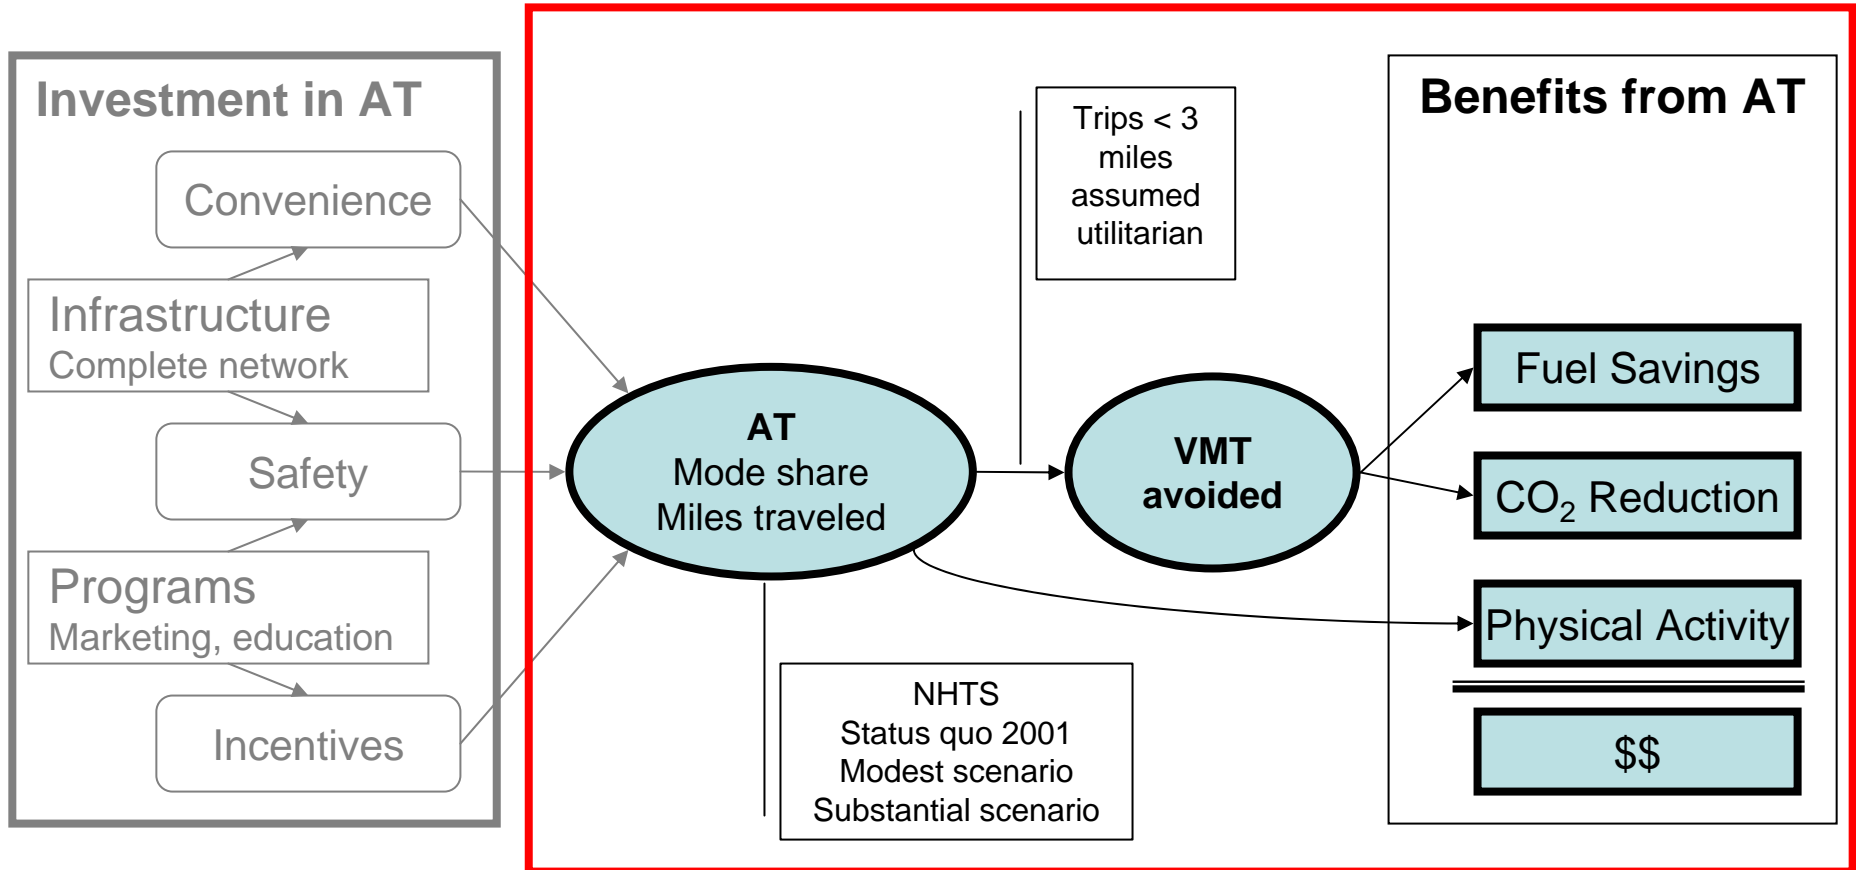 Investment in AT
Convenience
Infrastructure
Complete network
Safety
Programs
Marketing, education
Incentives
AT
Mode share
Miles traveled
NHTS
Status quo 2001
Modest scenario
Substantial scenario
Trips < 3
miles
assumed
utilitarian
VMT
avoided
Benefits from AT
Fuel Savings
CO₂ Reduction
Physical Activity
$$